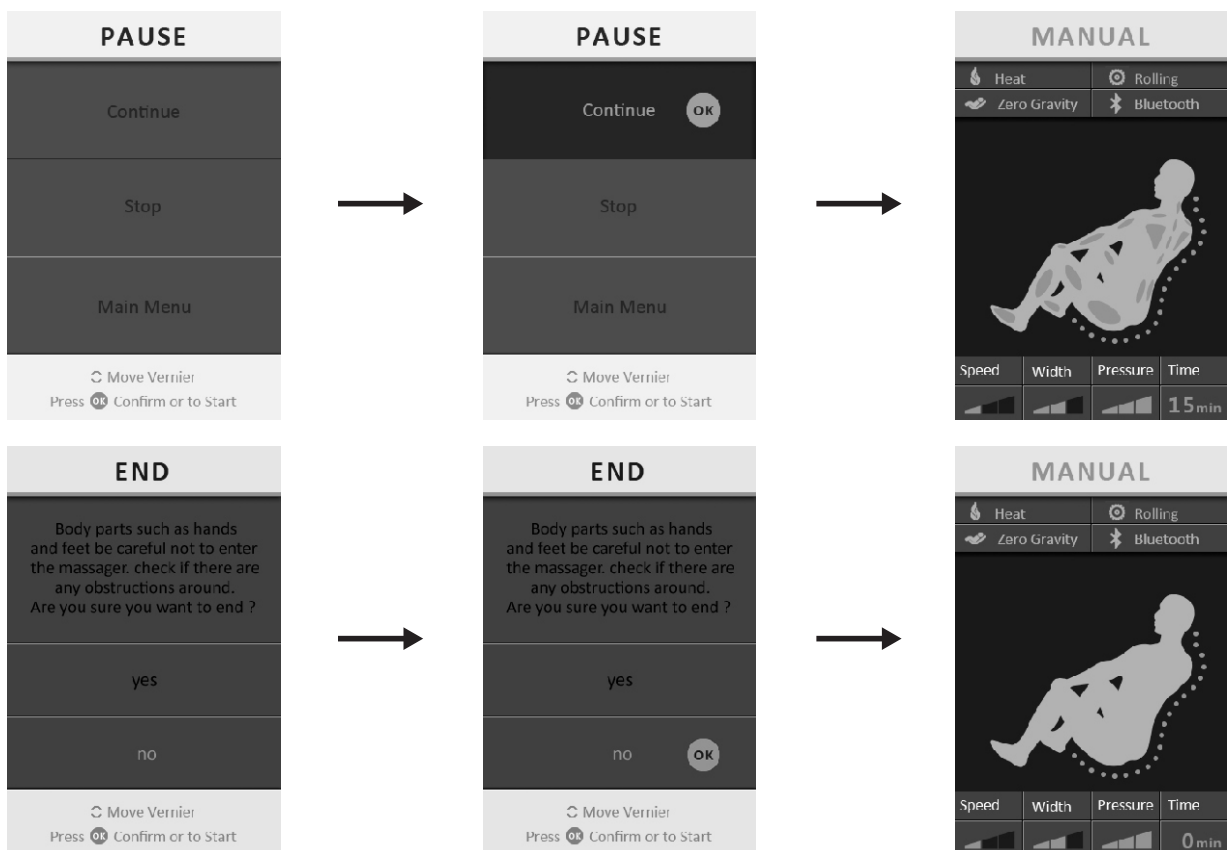 PAUSE
Continue
Stop
Main Menu
Move Vernier
Press OK Confirm or to Start
PAUSE
Continue OK
Stop
Main Menu
Move Vernier
Press OK Confirm or to Start
MANUAL
Heat Rolling
Zero Gravity Bluetooth
Speed Width Pressure Time
15min
END
Body parts such as hands
and feet be careful not to enter
the massager. check if there are
any obstructions around.
Are you sure you want to end ?
yes
no
Move Vernier
Press OK Confirm or to Start
END
Body parts such as hands
and feet be careful not to enter
the massager. check if there are
any obstructions around.
Are you sure you want to end ?
yes
no OK
Move Vernier
Press OK Confirm or to Start
MANUAL
Heat Rolling
Zero Gravity Bluetooth
Speed Width Pressure Time
0min